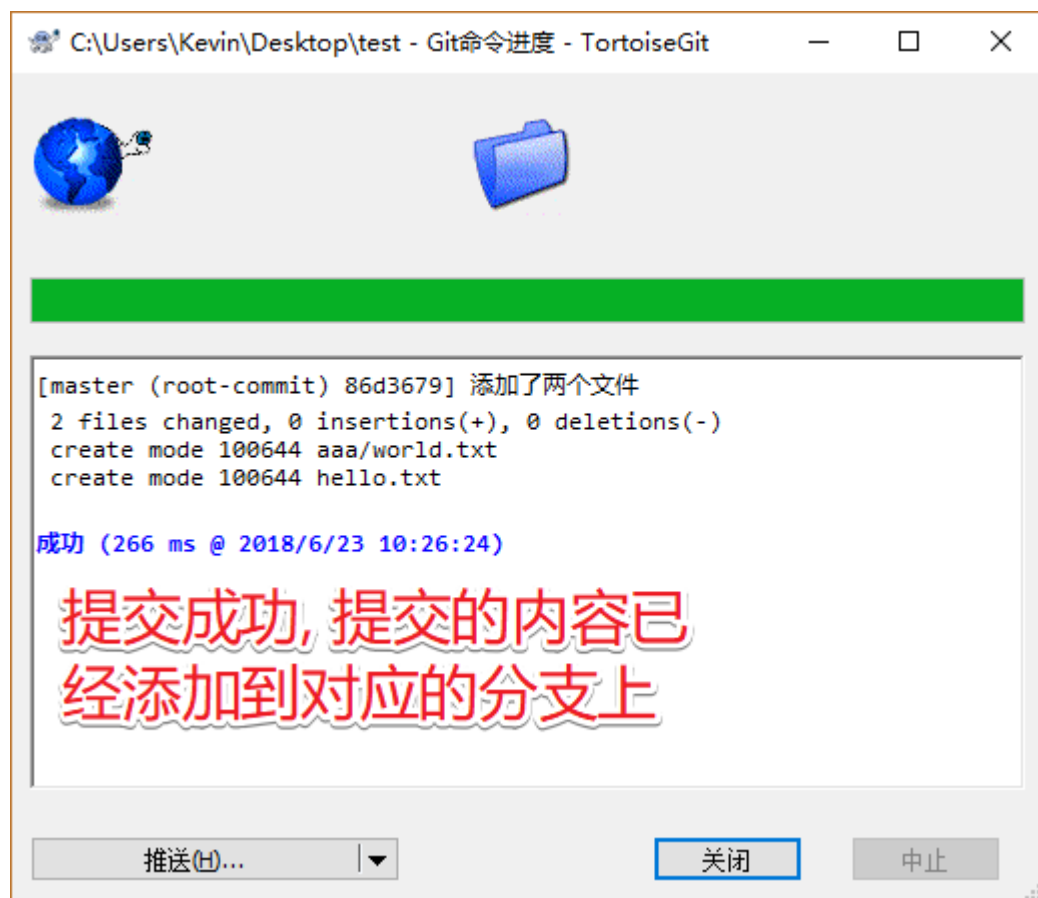 C:\Users\Kevin\Desktop\test - Git命令进度 - TortoiseGit
[master (root-commit) 86d3679] 添加了两个文件
2 files changed, 0 insertions(+), 0 deletions(-)
create mode 100644 aaa/world.txt
create mode 100644 hello.txt
成功 (266 ms @ 2018/6/23 10:26:24)
提交成功, 提交的内容已
经添加到对应的分支上
推送(H)...
关闭
中止